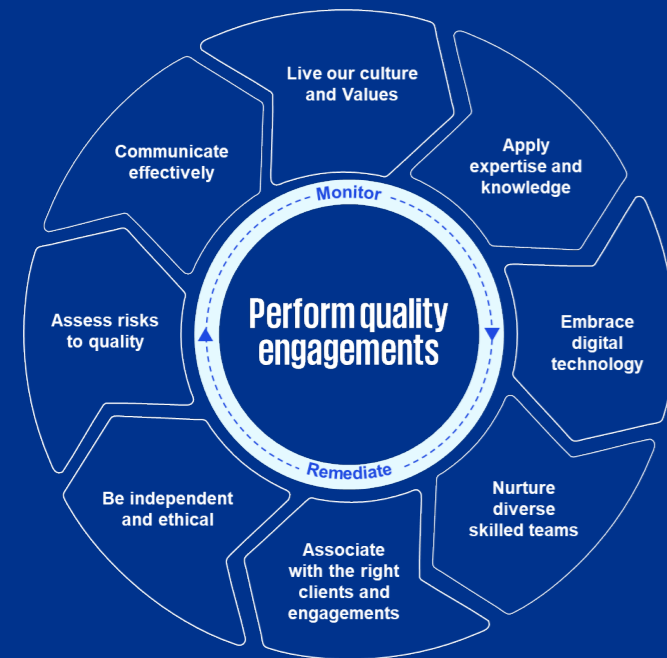 Live our culture
and Values
Apply
expertise and
knowledge
Embrace
digital
technology
Nurture
diverse
skilled teams
Associate
with the right
clients and
engagements
Be independent
and ethical
Assess risks
to quality
Communicate
effectively
Monitor
Perform quality
engagements
Remediate